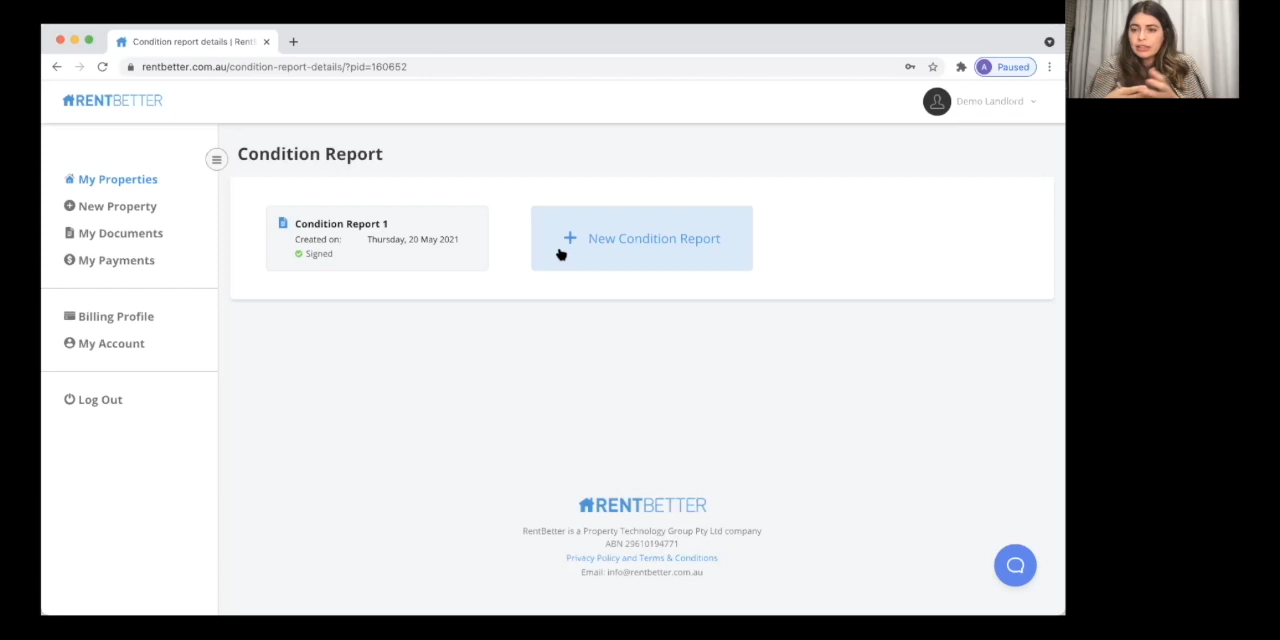 Condition report details | Rent
rentbetter.com.au/condition-report-details/?pid=160652
A Paused
RENTBETTER
Demo Landlord
Condition Report
My Properties
New Property
My Documents
My Payments
Billing Profile
My Account
Log Out
Condition Report 1
Created on: Thursday, 20 May 2021
Signed
+ New Condition Report
RENTBETTER
RentBetter is a Property Technology Group Pty Ltd company
ABN 29610194771
Privacy Policy and Terms & Conditions
Email: info@rentbetter.com.au